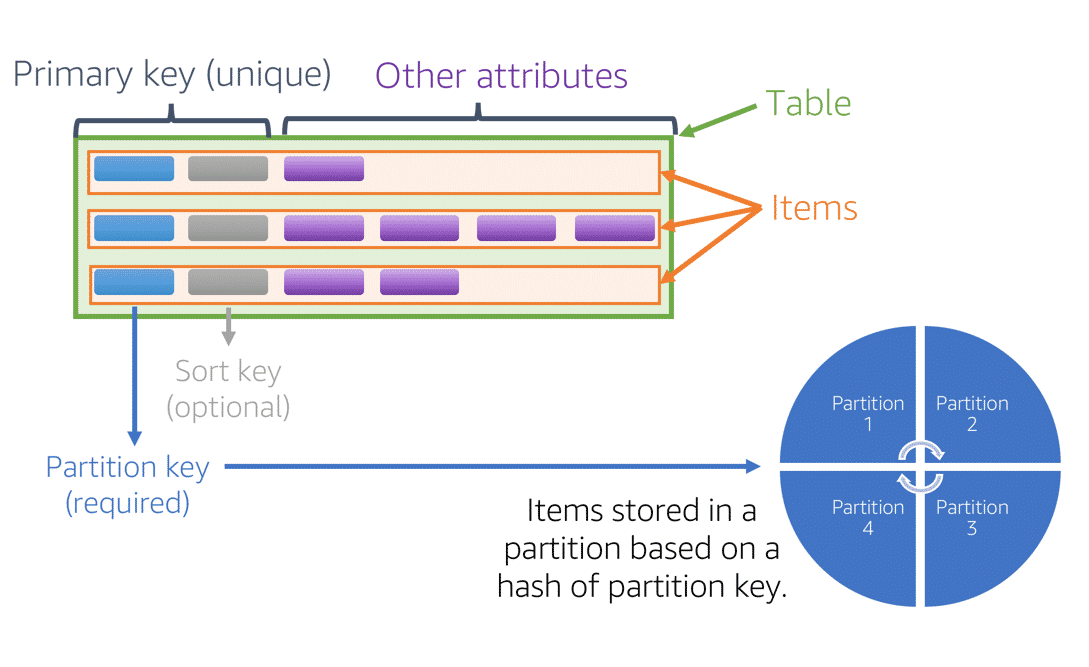 Primary key (unique)
Other attributes
Table
Items
Sort key
(optional)
Partition key
(required)
Items stored in a
partition based on a
hash of partition key.
Partition
1
Partition
2
Partition
4
Partition
3